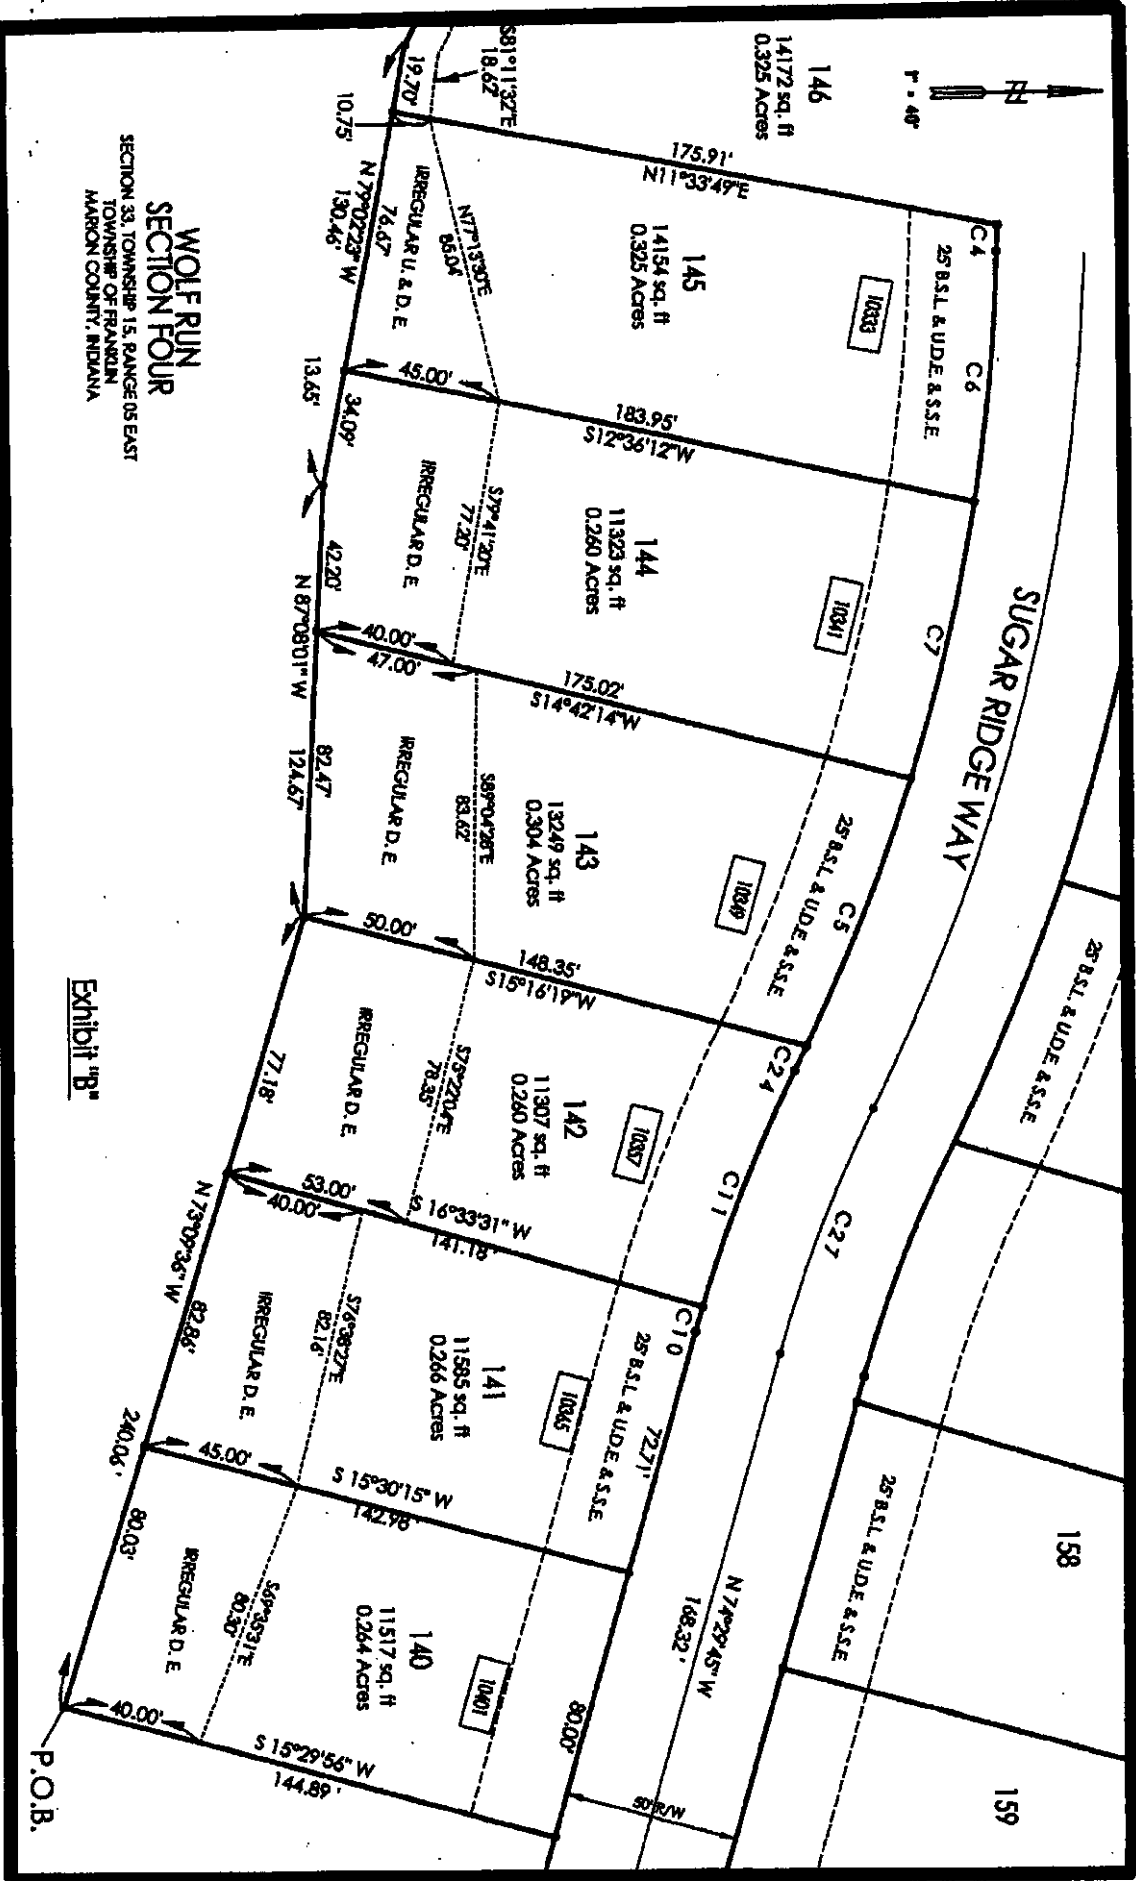 1" = 40'
146
14172 sq. ft
0.325 Acres
S81°11'32"E
18.62'
19.70'
10.75'
175.91'
N11°33'49"E
C4
C6
25' B.S.L. & U.D.E. & S.S.E.
10333
145
14154 sq. ft
0.325 Acres
N77°13'30"E
85.04'
IRREGULAR U. & D. E.
76.67'
N 79°02'23" W
130.46'
45.00'
183.95'
S12°36'12"W
13.65'
34.09'
SUGAR RIDGE WAY
C7
10341
144
11323 sq. ft
0.260 Acres
S79°41'20"E
77.20'
IRREGULAR D. E.
42.20'
N 87°08'01" W
40.00'
47.00'
175.02'
S14°42'14"W
C5
25' B.S.L. & U.D.E. & S.S.E.
10349
143
13249 sq. ft
0.304 Acres
S89°04'28"E
83.62'
IRREGULAR D. E.
82.47'
124.67'
50.00'
148.35'
S15°16'19"W
C24
C11
C27
25' B.S.L. & U.D.E. & S.S.E.
10357
142
11307 sq. ft
0.260 Acres
S75°22'04"E
78.35'
IRREGULAR D. E.
77.18'
53.00'
40.00'
S 16°33'31" W
141.18'
N 73°09'36" W
C10
25' B.S.L. & U.D.E. & S.S.E.
72.71'
10365
141
11585 sq. ft
0.266 Acres
S76°38'27"E
82.16'
IRREGULAR D. E.
82.86'
240.06'
45.00'
S 15°30'15" W
142.98'
158
25' B.S.L. & U.D.E. & S.S.E.
N 74°29'45" W
168.32'
80.00'
10401
140
11517 sq. ft
0.264 Acres
S69°35'31"E
80.30'
IRREGULAR D. E.
80.03'
40.00'
S 15°29'56" W
144.89'
159
50' R/W
P.O.B.
WOLF RUN
SECTION FOUR
SECTION 33, TOWNSHIP 15, RANGE 05 EAST
TOWNSHIP OF FRANKLIN
MARION COUNTY, INDIANA
Exhibit "B"